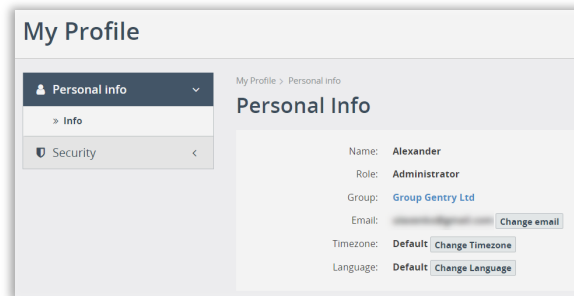 My Profile
Personal info
» Info
Security
My Profile > Personal info
Personal Info
Name: Alexander
Role: Administrator
Group: Group Gentry Ltd
Email: Change email
Timezone: Default Change Timezone
Language: Default Change Language